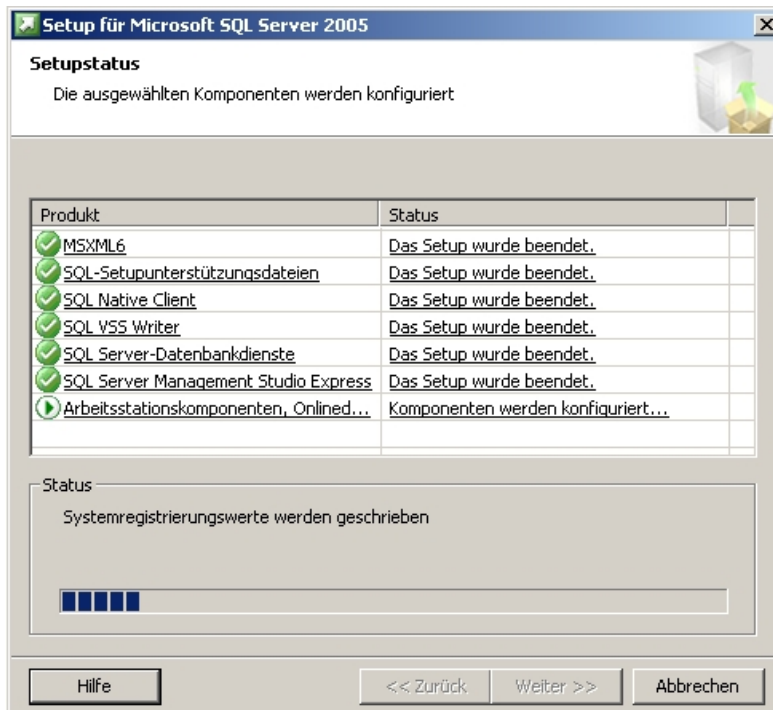 Setup für Microsoft SQL Server 2005
Setupstatus
Die ausgewählten Komponenten werden konfiguriert
Produkt Status
MSXML6 Das Setup wurde beendet.
SQL-Setupunterstützungsdateien Das Setup wurde beendet.
SQL Native Client Das Setup wurde beendet.
SQL VSS Writer Das Setup wurde beendet.
SQL Server-Datenbankdienste Das Setup wurde beendet.
SQL Server Management Studio Express Das Setup wurde beendet.
Arbeitsstationskomponenten, Onlined... Komponenten werden konfiguriert...
Status
Systemregistrierungswerte werden geschrieben
Hilfe << Zurück Weiter >> Abbrechen